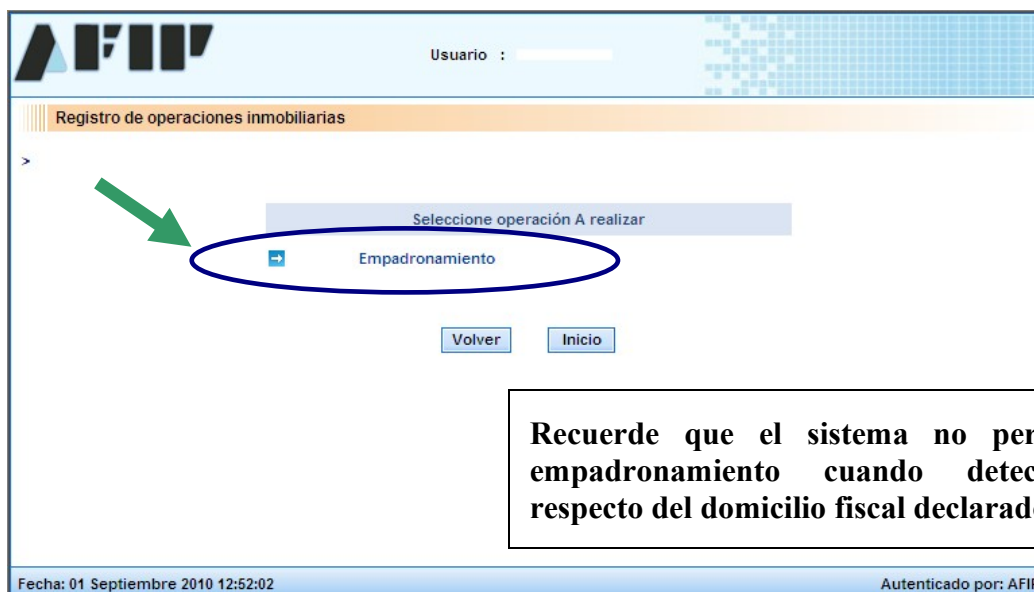 AFIP
Usuario :
Registro de operaciones inmobiliarias
>
Seleccione operación A realizar
Empadronamiento
Volver Inicio
Recuerde que el sistema no
empadronamiento cuando
respecto del domicilio fiscal
Fecha: 01 Septiembre 2010 12:52:02 Autenticado por: